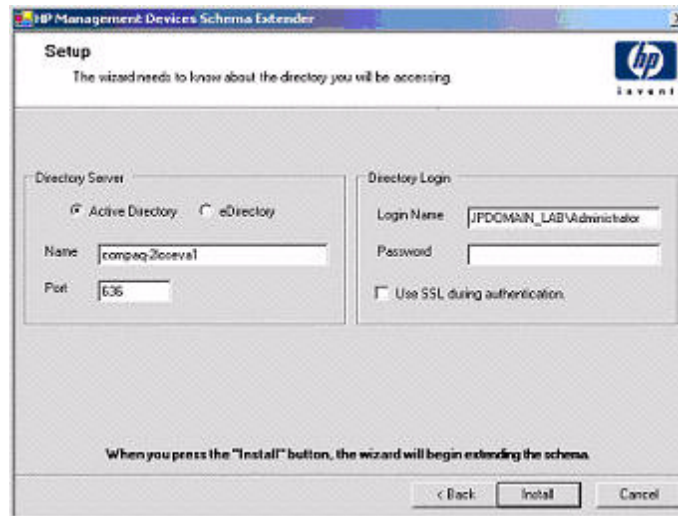 HP Management Devices Schema Extender
Setup
The wizard needs to know about the directory you will be accessing.
hp
invent
Directory Server
Active Directory
eDirectory
Name
Port
636
Directory Login
Login Name
JPDOMAIN_LAB\Administrator
Password
Use SSL during authentication.
When you press the "Install" button, the wizard will begin extending the schema.
< Back
Install
Cancel